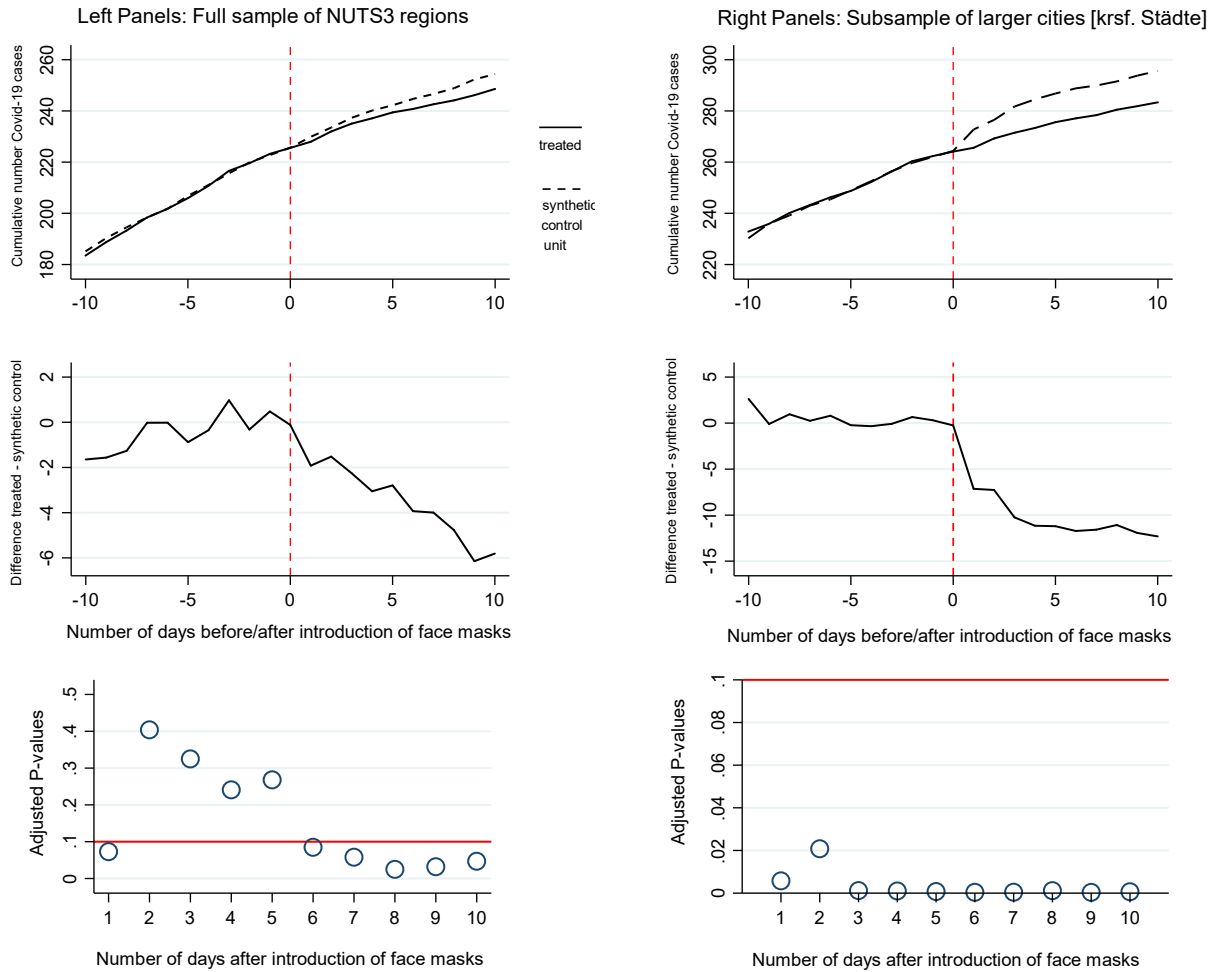 Left Panels: Full sample of NUTS3 regions
Right Panels: Subsample of larger cities [krsf. Städte]
Cumulative number Covid-19 cases
260
240
220
200
180
-10 -5 0 5 10
treated
synthetic
control
unit
Cumulative number Covid-19 cases
300
280
260
240
220
-10 -5 0 5 10
Difference treated - synthetic control
2
0
-2
-4
-6
-10 -5 0 5 10
Number of days before/after introduction of face masks
Difference treated - synthetic control
5
0
-5
-10
-15
-10 -5 0 5 10
Number of days before/after introduction of face masks
Adjusted P-values
.5
.4
.3
.2
.1
0
1 2 3 4 5 6 7 8 9 10
Number of days after introduction of face masks
Adjusted P-values
.1
.08
.06
.04
.02
0
1 2 3 4 5 6 7 8 9 10
Number of days after introduction of face masks